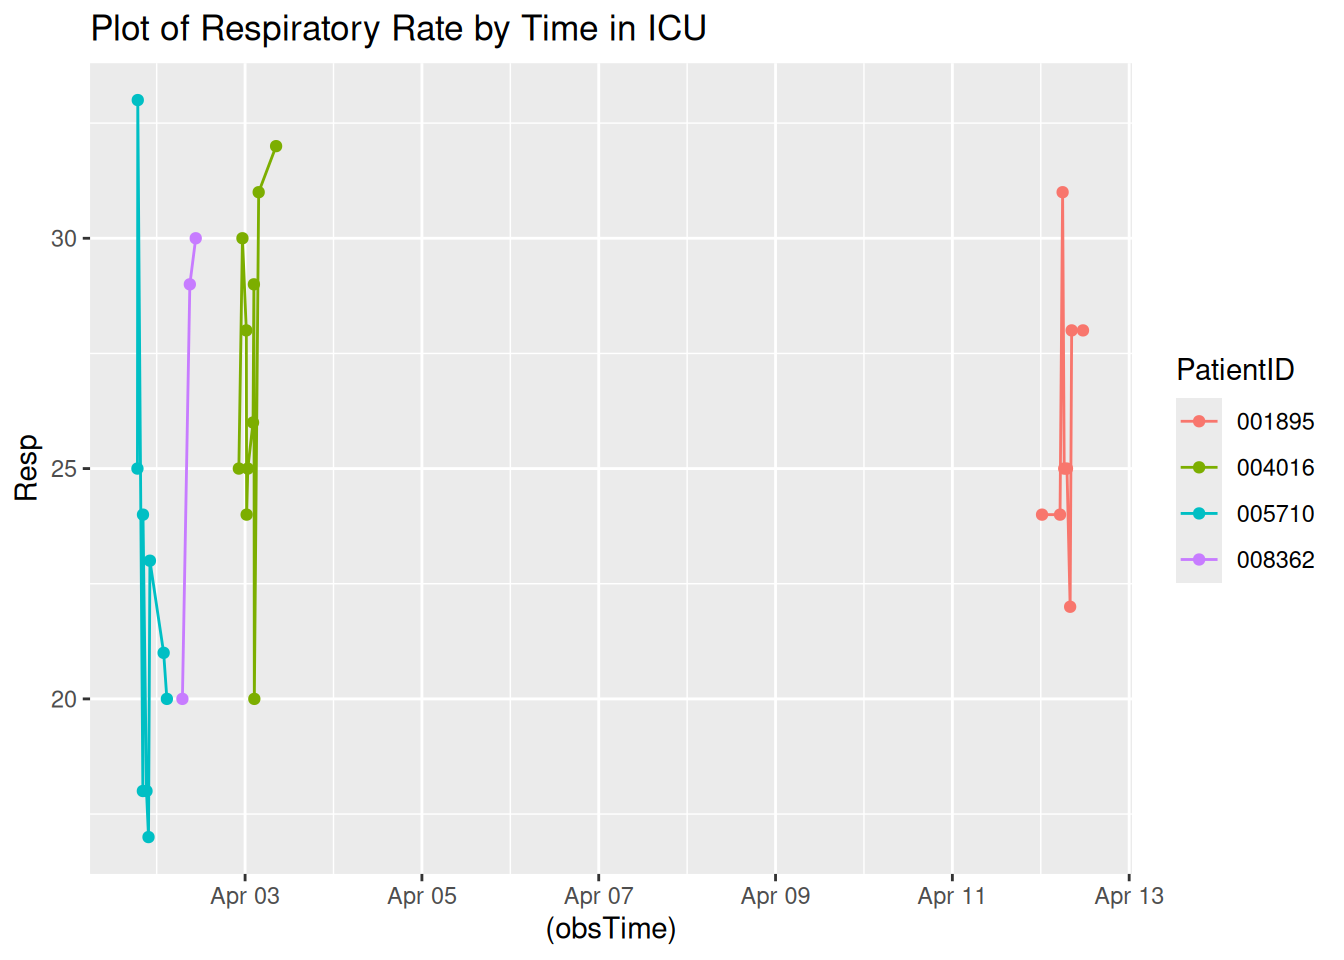 Plot of Respiratory Rate by Time in ICU
Resp
30
25
20
Apr 03 Apr 05 Apr 07 Apr 09 Apr 11 Apr 13
(obsTime)
PatientID
001895
004016
005710
008362